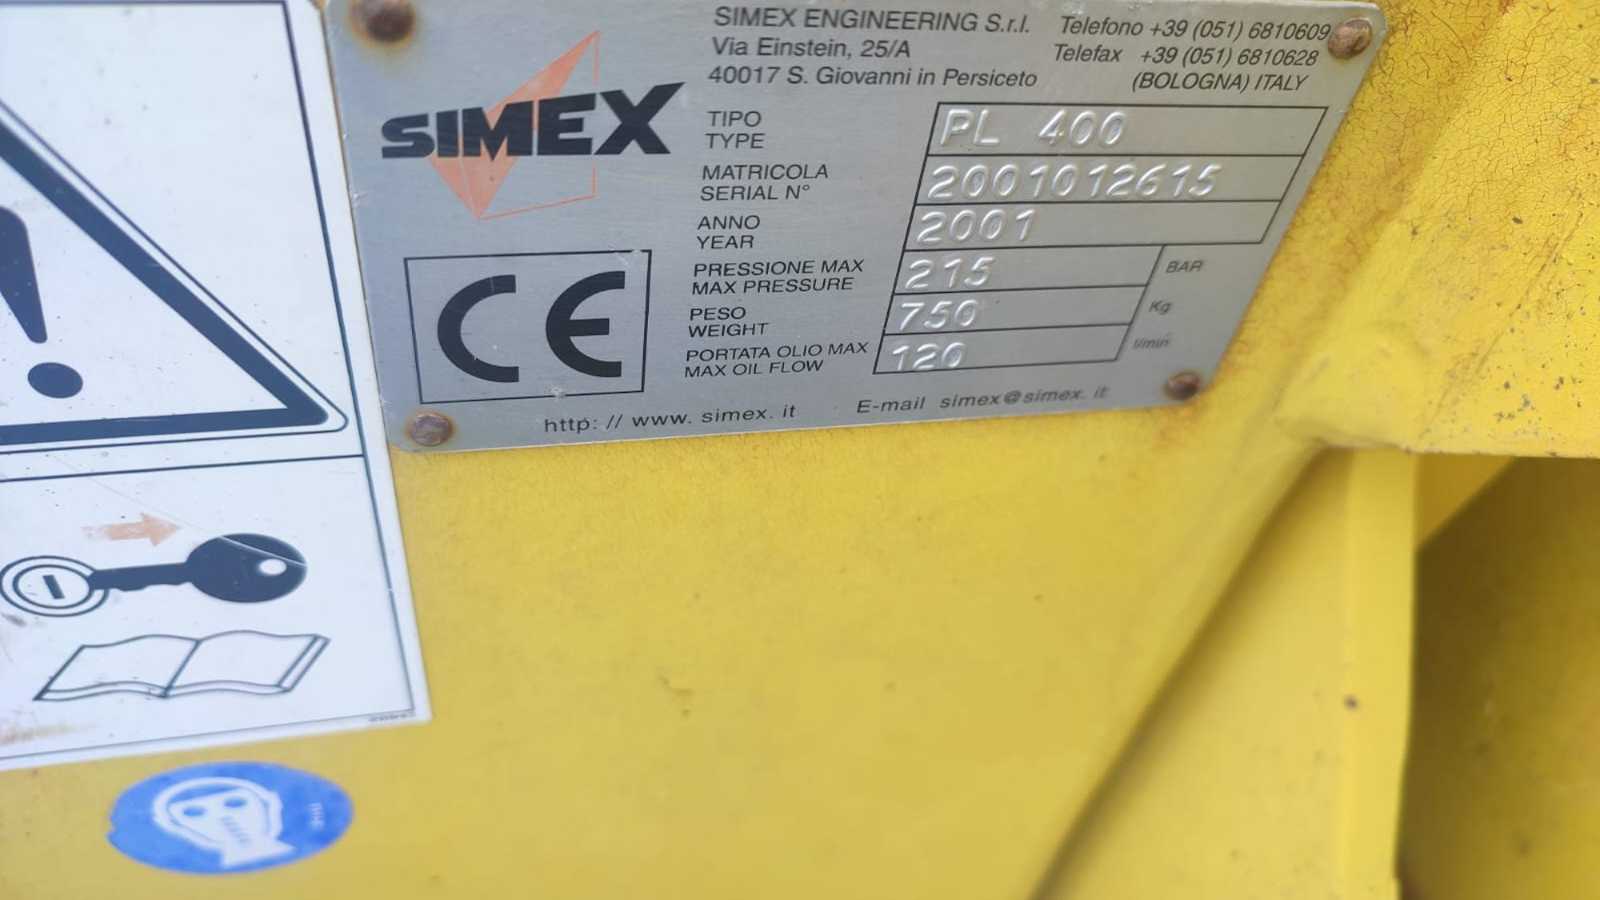 SIMEX ENGINEERING S.r.l.
Via Einstein, 25/A
40017 S. Giovanni in Persiceto
Telefono +39 (051) 6810609
Telefax +39 (051) 6810628
(BOLOGNA) ITALY
SIMEX
TIPO
TYPE
PL 400
MATRICOLA
SERIAL N°
2001012615
ANNO
YEAR
2001
PRESSIONE MAX
MAX PRESSURE
215
BAR
PESO
WEIGHT
750
Kg
PORTATA OLIO MAX
MAX OIL FLOW
120
l/min
CE
http: // www. simex. it
E-mail simex@simex. it